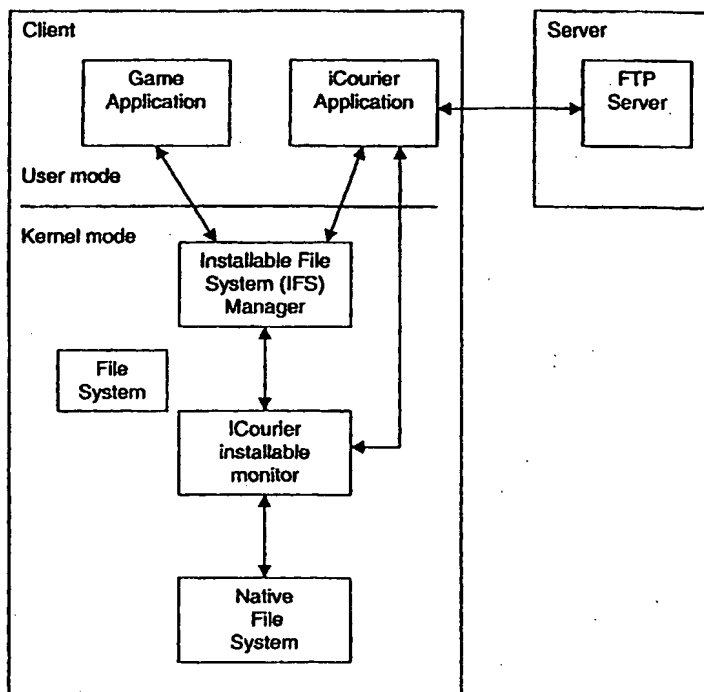 Client
Server
Game
Application
iCourier
Application
FTP
Server
User mode
Kernel mode
Installable File
System (IFS)
Manager
File
System
ICourier
installable
monitor
Native
File
System